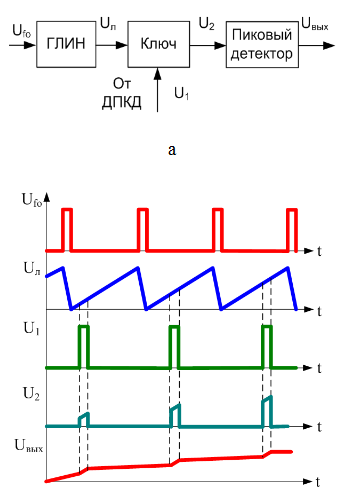 U_fo ГЛИН U_л Ключ U_2 Пиковый детектор U_вых
От ДПКД U_1
а
U_fo t
U_л t
U_1 t
U_2 t
U_вых t